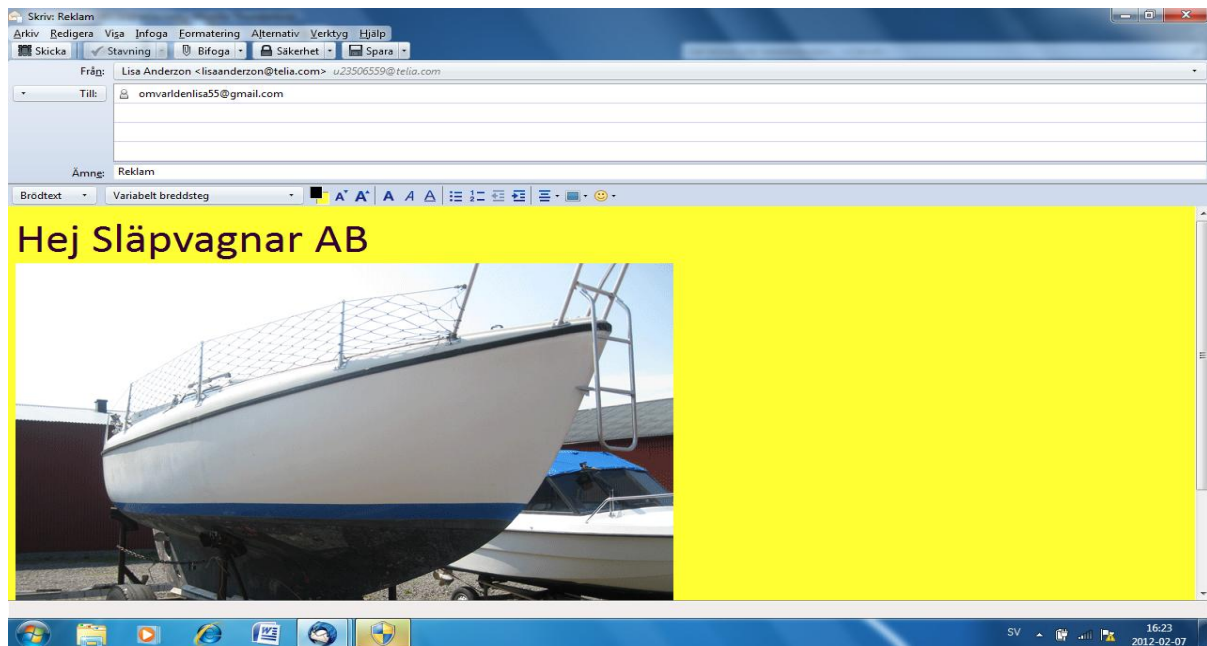 Skriv: Reklam
Arkiv Redigera Visa Infoga Formatering Alternativ Verktyg Hjälp
Skicka Stavning Bifoga Säkerhet Spara
Från: Lisa Anderzon <lisaanderzon@telia.com> u23506559@telia.com
Till: omvarldenlisa55@gmail.com
Ämne: Reklam
Brödtext Variabelt breddsteg
Hej Släpvagnar AB
SV 16:23
2012-02-07